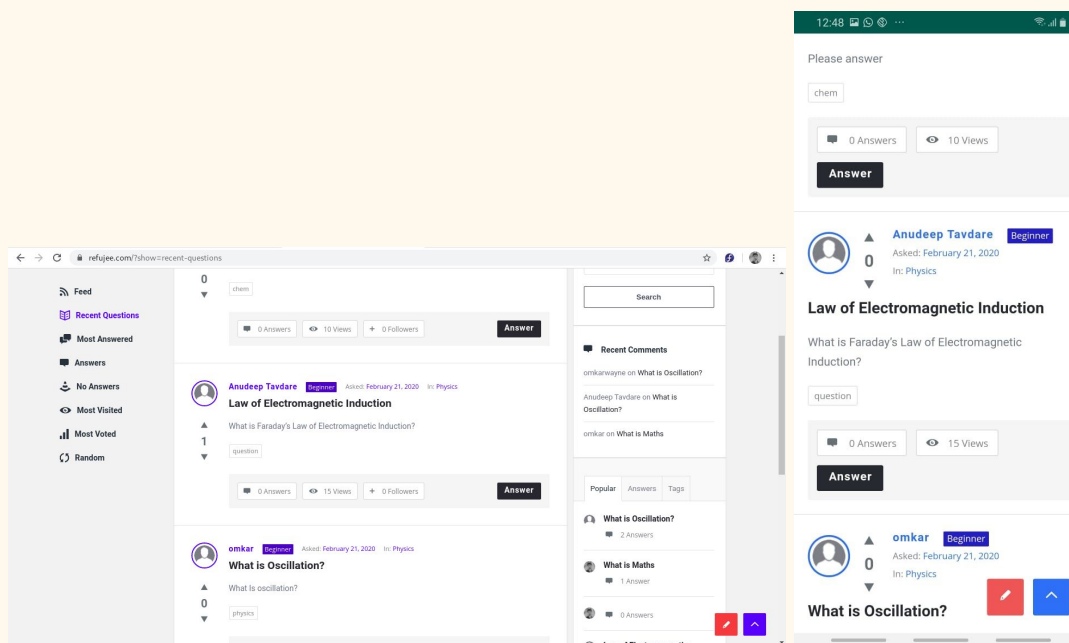 refujee.com/?show=recent-questions
Feed
Recent Questions
Most Answered
Answers
No Answers
Most Visited
Most Voted
Random
0
chem
0 Answers
10 Views
+ 0 Followers
Answer
Anudeep Tavdare Beginner Asked: February 21, 2020 In: Physics
Law of Electromagnetic Induction
What is Faraday's Law of Electromagnetic Induction?
1
question
0 Answers
15 Views
+ 0 Followers
Answer
omkar Beginner Asked: February 21, 2020 In: Physics
What is Oscillation?
What Is oscillation?
0
physics
Search
Recent Comments
omkarwayne on What is Oscillation?
Anudeep Tavdare on What is
Oscillation?
omkar on What is Maths
Popular Answers Tags
What is Oscillation?
2 Answers
What is Maths
1 Answer
0 Answers
12:48
Please answer
chem
0 Answers
10 Views
Answer
Anudeep Tavdare Beginner
Asked: February 21, 2020
0
In: Physics
Law of Electromagnetic Induction
What is Faraday's Law of Electromagnetic
Induction?
question
0 Answers
15 Views
Answer
omkar Beginner
Asked: February 21, 2020
0
In: Physics
What is Oscillation?